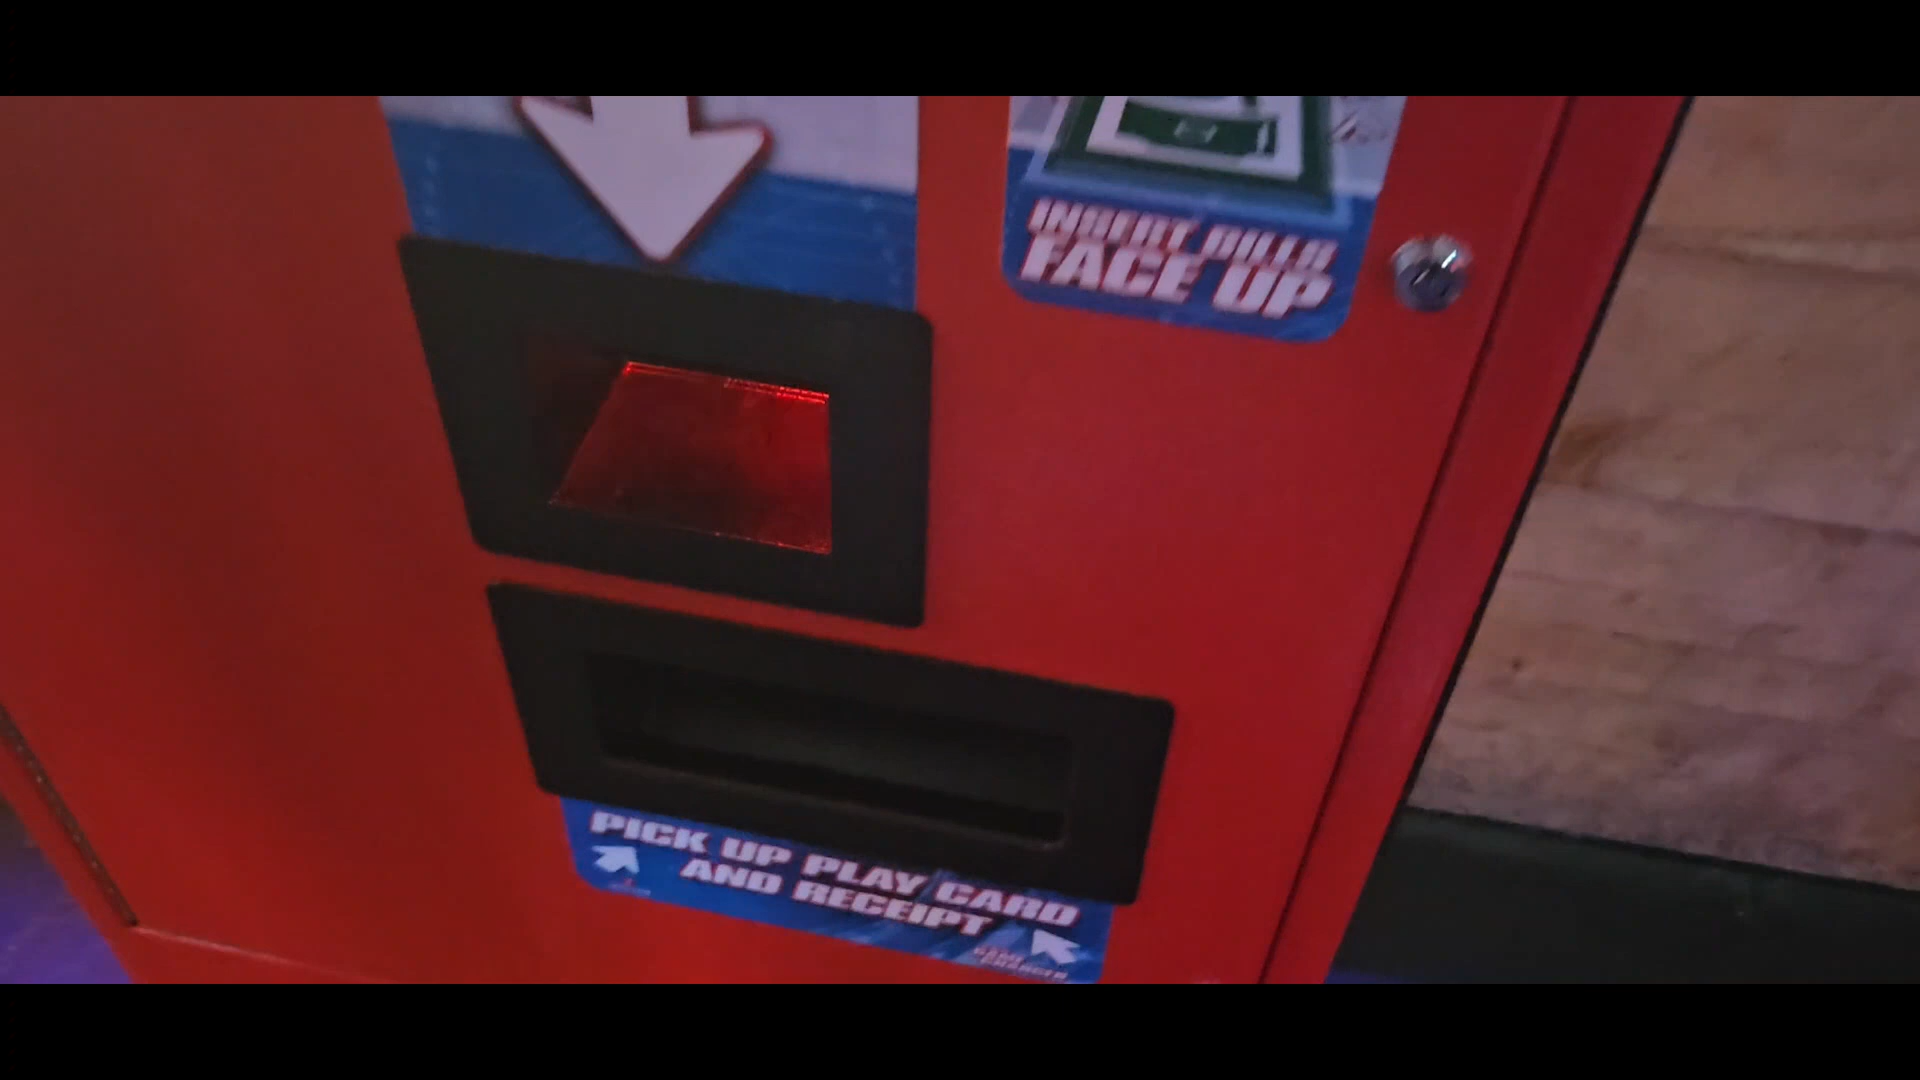 INSERT BILLS
FACE UP
PICK UP PLAY CARD
AND RECEIPT